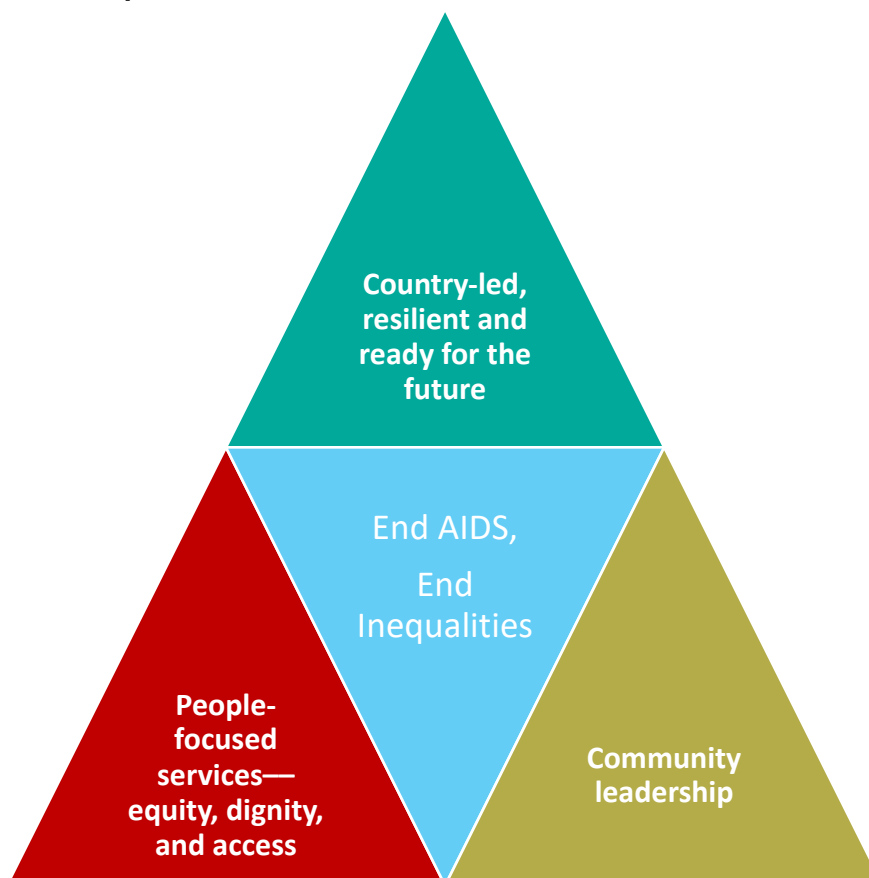 Country-led,
resilient and
ready for the
future
End AIDS,
End
Inequalities
People-
focused
services—
equity, dignity,
and access
Community
leadership